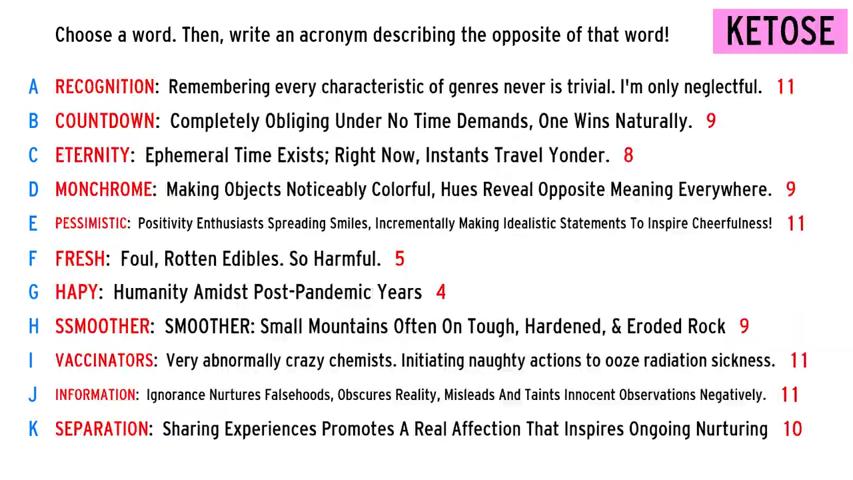 Choose a word. Then, write an acronym describing the opposite of that word!
KETOSE
A RECOGNITION: Remembering every characteristic of genres never is trivial. I'm only neglectful. 11
B COUNTDOWN: Completely Obliging Under No Time Demands, One Wins Naturally. 9
C ETERNITY: Ephemeral Time Exists; Right Now, Instants Travel Yonder. 8
D MONCHROME: Making Objects Noticeably Colorful, Hues Reveal Opposite Meaning Everywhere. 9
E PESSIMISTIC: Positivity Enthusiasts Spreading Smiles, Incrementally Making Idealistic Statements To Inspire Cheerfulness! 11
F FRESH: Foul, Rotten Edibles. So Harmful. 5
G HAPY: Humanity Amidst Post-Pandemic Years 4
H SSMOOTHER: SMOOTHER: Small Mountains Often On Tough, Hardened, & Eroded Rock 9
I VACCINATORS: Very abnormally crazy chemists. Initiating naughty actions to ooze radiation sickness. 11
J INFORMATION: Ignorance Nurtures Falsehoods, Obscures Reality, Misleads And Taints Innocent Observations Negatively. 11
K SEPARATION: Sharing Experiences Promotes A Real Affection That Inspires Ongoing Nurturing 10